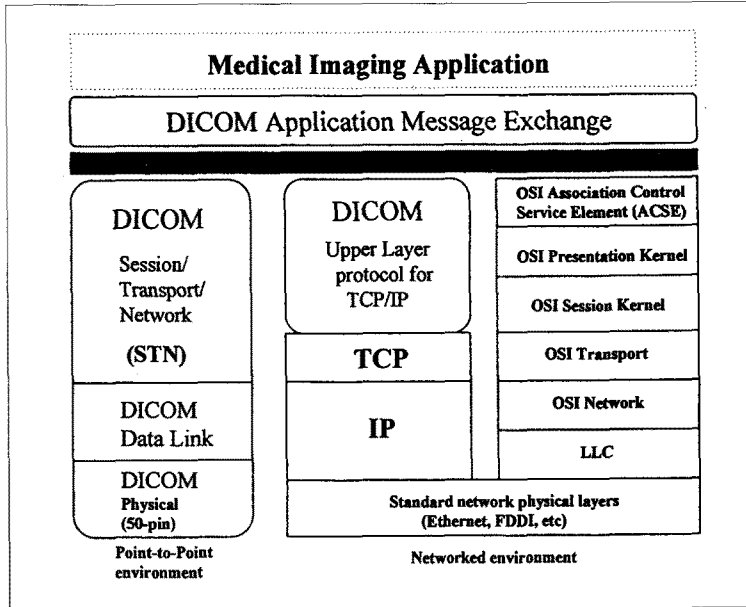 Medical Imaging Application
DICOM Application Message Exchange
DICOM
Session/
Transport/
Network
(STN)
DICOM
Data Link
DICOM
Physical
(50-pin)
Point-to-Point
environment
DICOM
Upper Layer
protocol for
TCP/IP
TCP
IP
OSI Association Control
Service Element (ACSE)
OSI Presentation Kernel
OSI Session Kernel
OSI Transport
OSI Network
LLC
Standard network physical layers
(Ethernet, FDDI, etc)
Networked environment